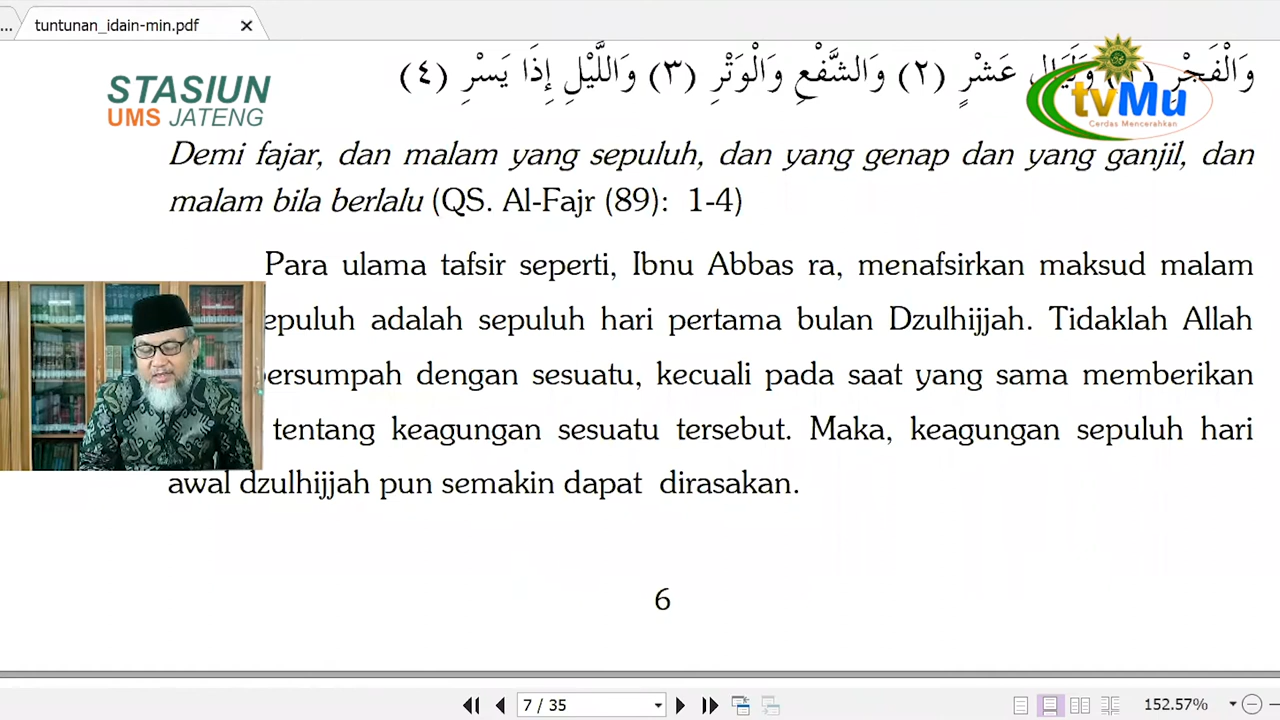 ...
tuntunan_idain-min.pdf
وَالْفَجْرِ وَلَيَالٍ عَشْرٍ (٢) وَالشَّفْعِ وَالْوَتْرِ (٣) وَاللَّيْلِ إِذَا يَسْرِ (٤)
STASIUN
UMS JATENG
tvMu
Cerdas Mencerahkan
Demi fajar, dan malam yang sepuluh, dan yang genap dan yang ganjil, dan
malam bila berlalu (QS. Al-Fajr (89): 1-4)
Para ulama tafsir seperti, Ibnu Abbas ra, menafsirkan maksud malam
epuluh adalah sepuluh hari pertama bulan Dzulhijjah. Tidaklah Allah
bersumpah dengan sesuatu, kecuali pada saat yang sama memberikan
tentang keagungan sesuatu tersebut. Maka, keagungan sepuluh hari
awal dzulhijjah pun semakin dapat dirasakan.
6
7 / 35
152.57%